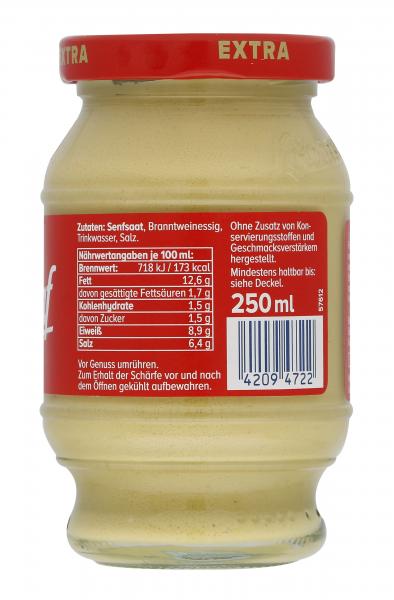 EXTRA
EXTRA
Zutaten: Senfsaat, Branntweinessig,
Trinkwasser, Salz.
Nährwertangaben je 100 ml:
Brennwert: 718 kJ / 173 kcal
Fett 12,6 g
davon gesättigte Fettsäuren 1,7 g
Kohlenhydrate 1,5 g
davon Zucker 1,5 g
Eiweiß 8,9 g
Salz 6,4 g
Vor Genuss umrühren.
Zum Erhalt der Schärfe vor und nach
dem Öffnen gekühlt aufbewahren.
Ohne Zusatz von Kon-
servierungsstoffen und
Geschmacksverstärkern
hergestellt.
Mindestens haltbar bis:
siehe Deckel.
250 ml
57612
4209 4722
f